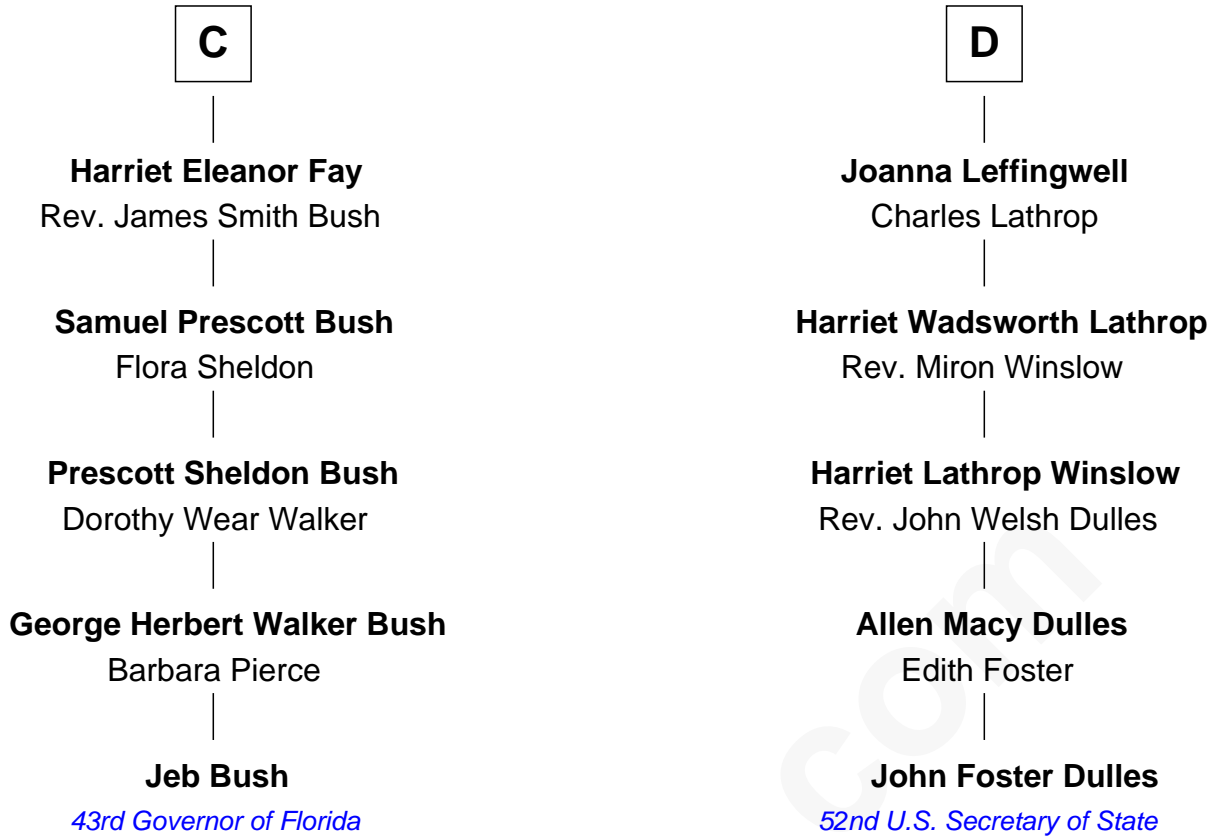 C
Harriet Eleanor Fay
Rev. James Smith Bush
Samuel Prescott Bush
Flora Sheldon
Prescott Sheldon Bush
Dorothy Wear Walker
George Herbert Walker Bush
Barbara Pierce
Jeb Bush
43rd Governor of Florida
D
Joanna Leffingwell
Charles Lathrop
Harriet Wadsworth Lathrop
Rev. Miron Winslow
Harriet Lathrop Winslow
Rev. John Welsh Dulles
Allen Macy Dulles
Edith Foster
John Foster Dulles
52nd U.S. Secretary of State
com